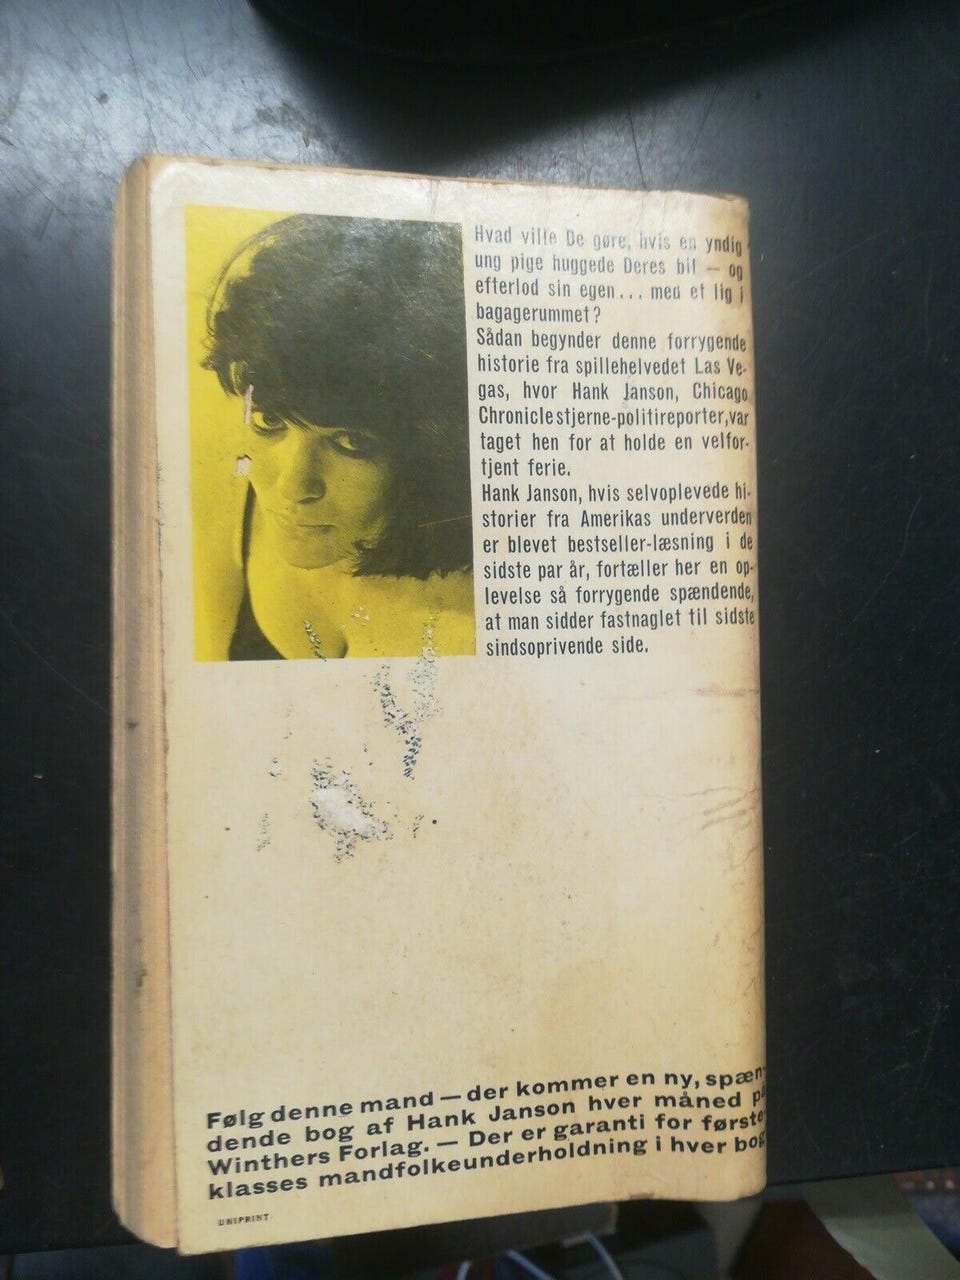 Hvad ville De gøre, hvis en yndig
ung pige huggede Deres bil — og
efterlod sin egen... med et lig i
bagagerummet?
Sådan begynder denne forrygende
historie fra spillehelvedet Las Ve-
gas, hvor Hank Janson, Chicago
Chronicle stjerne-politireporter, var
taget hen for at holde en velfor-
tjent ferie.
Hank Janson, hvis selvoplevede hi-
storier fra Amerikas underverden
er blevet bestseller-læsning i de
sidste par år, fortæller her en op-
levelse så forrygende spændende,
at man sidder fastnaglet til sidste
sindsoprivende side.
Følg denne mand — der kommer en ny, spæn-
dende bog af Hank Janson hver måned på
Winthers Forlag. — Der er garanti for første
klasses mandfolkeunderholdning i hver bog
UNIPRINT